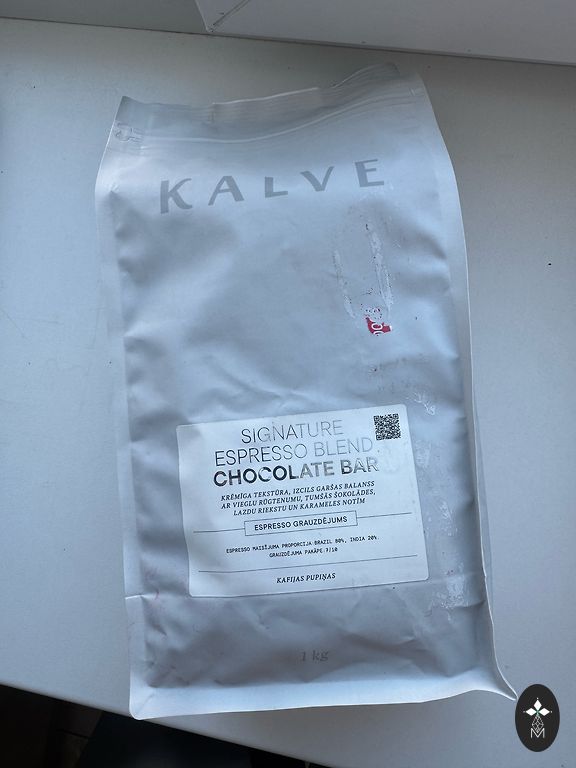 KALVE
SIGNATURE
ESPRESSO BLEND
CHOCOLATE BAR
KRĒMĪGA TEKSTŪRA, IZCILS GARŠAS BALANSS
AR VIEGLU RŪGTENUMU, TUMŠĀS ŠOKOLĀDES,
LAZDU RIEKSTU UN KARAMELES NOTĪM
ESPRESSO GRAUZDĒJUMS
ESPRESSO MAISĪJUMA PROPORCIJA BRAZIL 80%, INDIA 20%.
GRAUZDĒJUMA PAKĀPE 7/10
KAFIJAS PUPIŅAS
1 kg